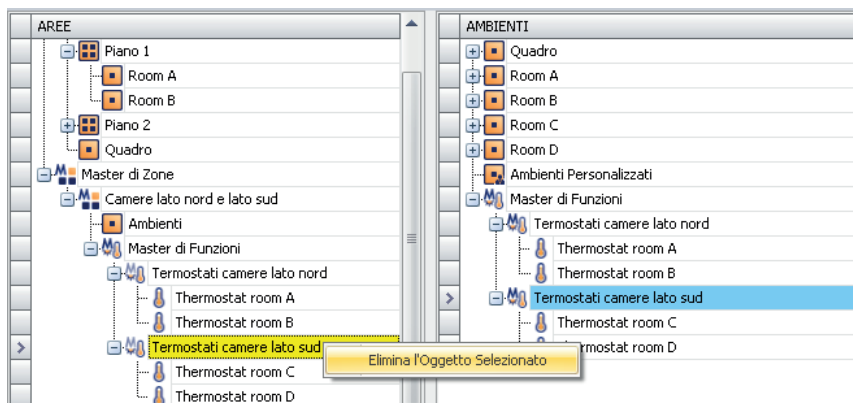 AREE
Piano 1
Room A
Room B
Piano 2
Quadro
Master di Zone
Camere lato nord e lato sud
Ambienti
Master di Funzioni
Termostati camere lato nord
Thermostat room A
Thermostat room B
Termostati camere lato sud
Thermostat room C
Thermostat room D
Elimina l'Oggetto Selezionato
AMBIENTI
Quadro
Room A
Room B
Room C
Room D
Ambienti Personalizzati
Master di Funzioni
Termostati camere lato nord
Thermostat room A
Thermostat room B
Termostati camere lato sud
Thermostat room C
rmostat room D